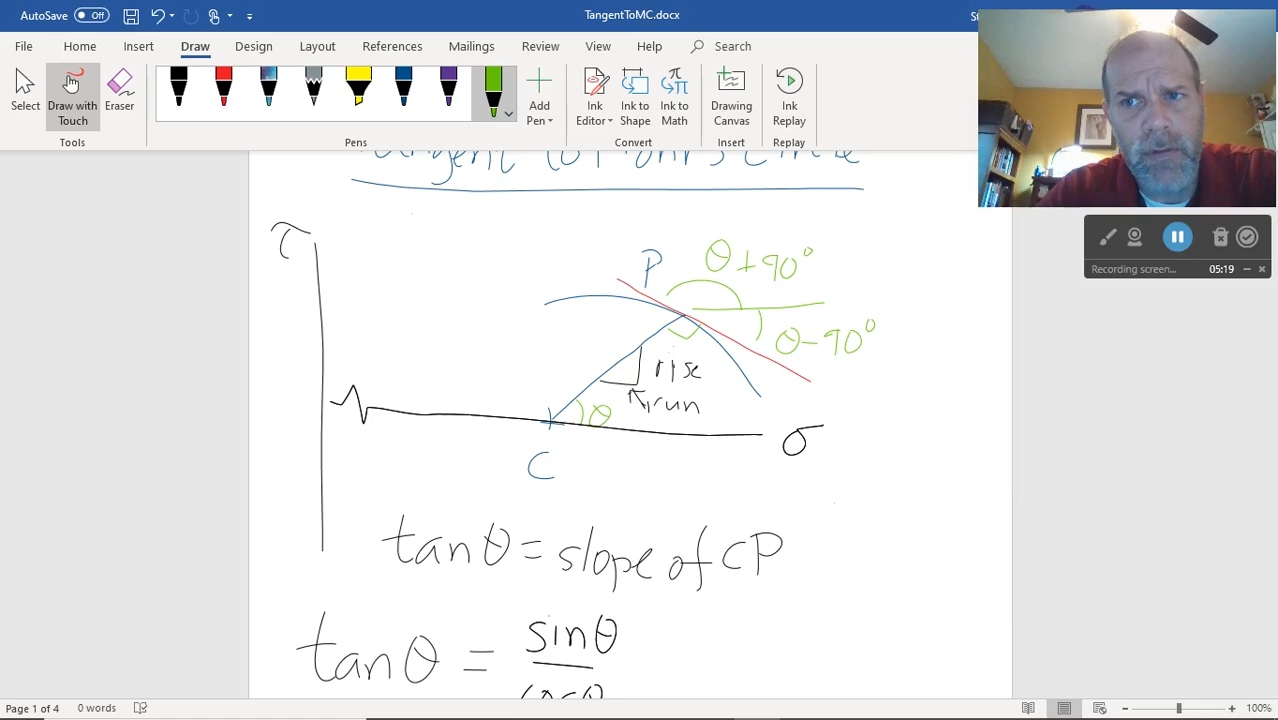 AutoSave Off TangentToMC.docx
File Home Insert Draw Design Layout References Mailings Review View Help Search
Select Draw with Touch Eraser Add Pen Ink Editor Ink to Shape Ink to Math Drawing Canvas Ink Replay
Tools Pens Convert Insert Replay
Recording screen... 05:19
τ
P
θ+90°
θ-90°
rise
run
θ
σ
C
tanθ = slope of CP
tanθ = sinθ
Page 1 of 4 0 words 100%